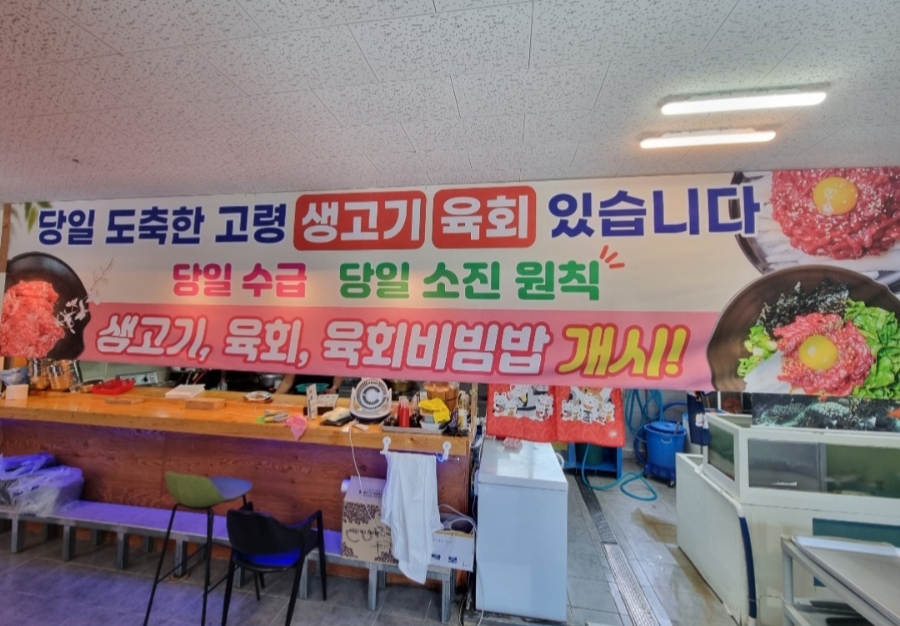 당일 도축한 고령 생고기 육회 있습니다
당일 수급 당일 소진 원칙
생고기, 육회, 육회비빔밥 개시!